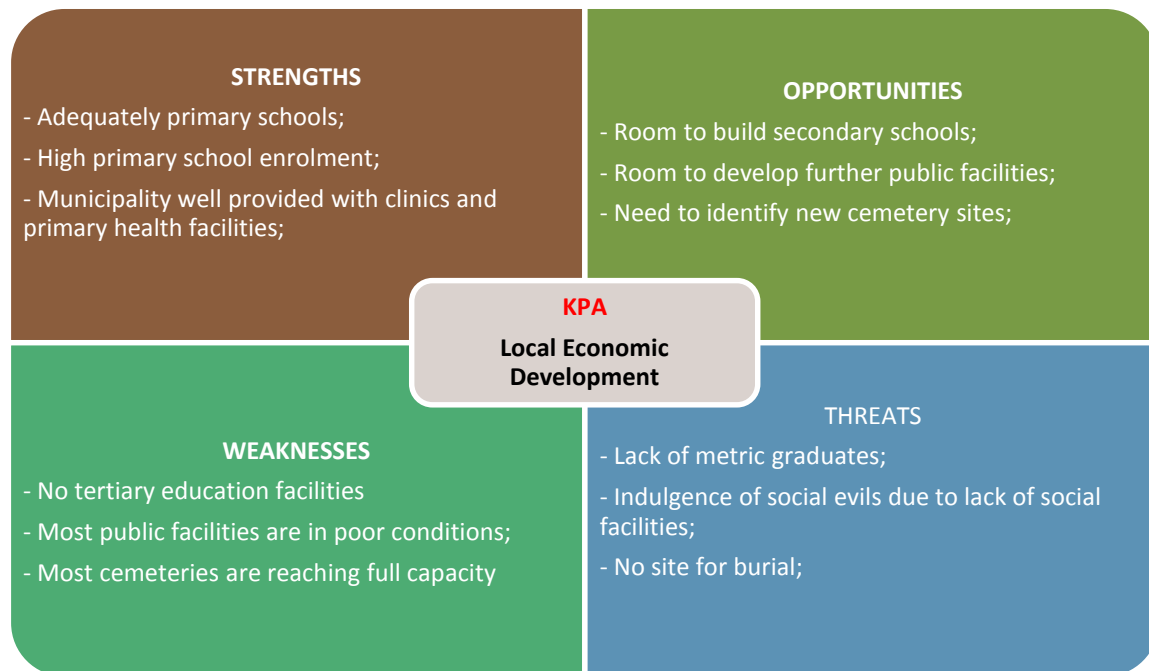 STRENGTHS
- Adequately primary schools;
- High primary school enrolment;
- Municipality well provided with clinics and
primary health facilities;
OPPORTUNITIES
- Room to build secondary schools;
- Room to develop further public facilities;
- Need to identify new cemetery sites;
KPA
Local Economic
Development
WEAKNESSES
- No tertiary education facilities
- Most public facilities are in poor conditions;
- Most cemeteries are reaching full capacity
THREATS
- Lack of metric graduates;
- Indulgence of social evils due to lack of social
facilities;
- No site for burial;